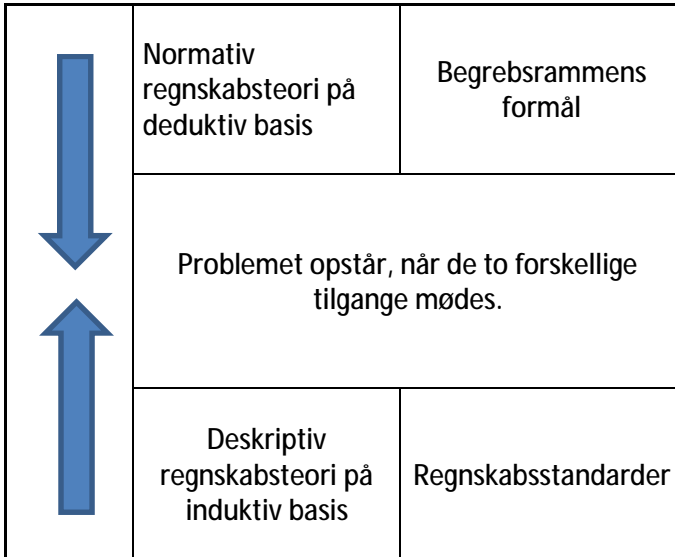 Normativ
regnskabsteori på
deduktiv basis
Begrebsrammens
formål
Problemet opstår, når de to forskellige
tilgange mødes.
Deskriptiv
regnskabsteori på
induktiv basis
Regnskabsstandarder